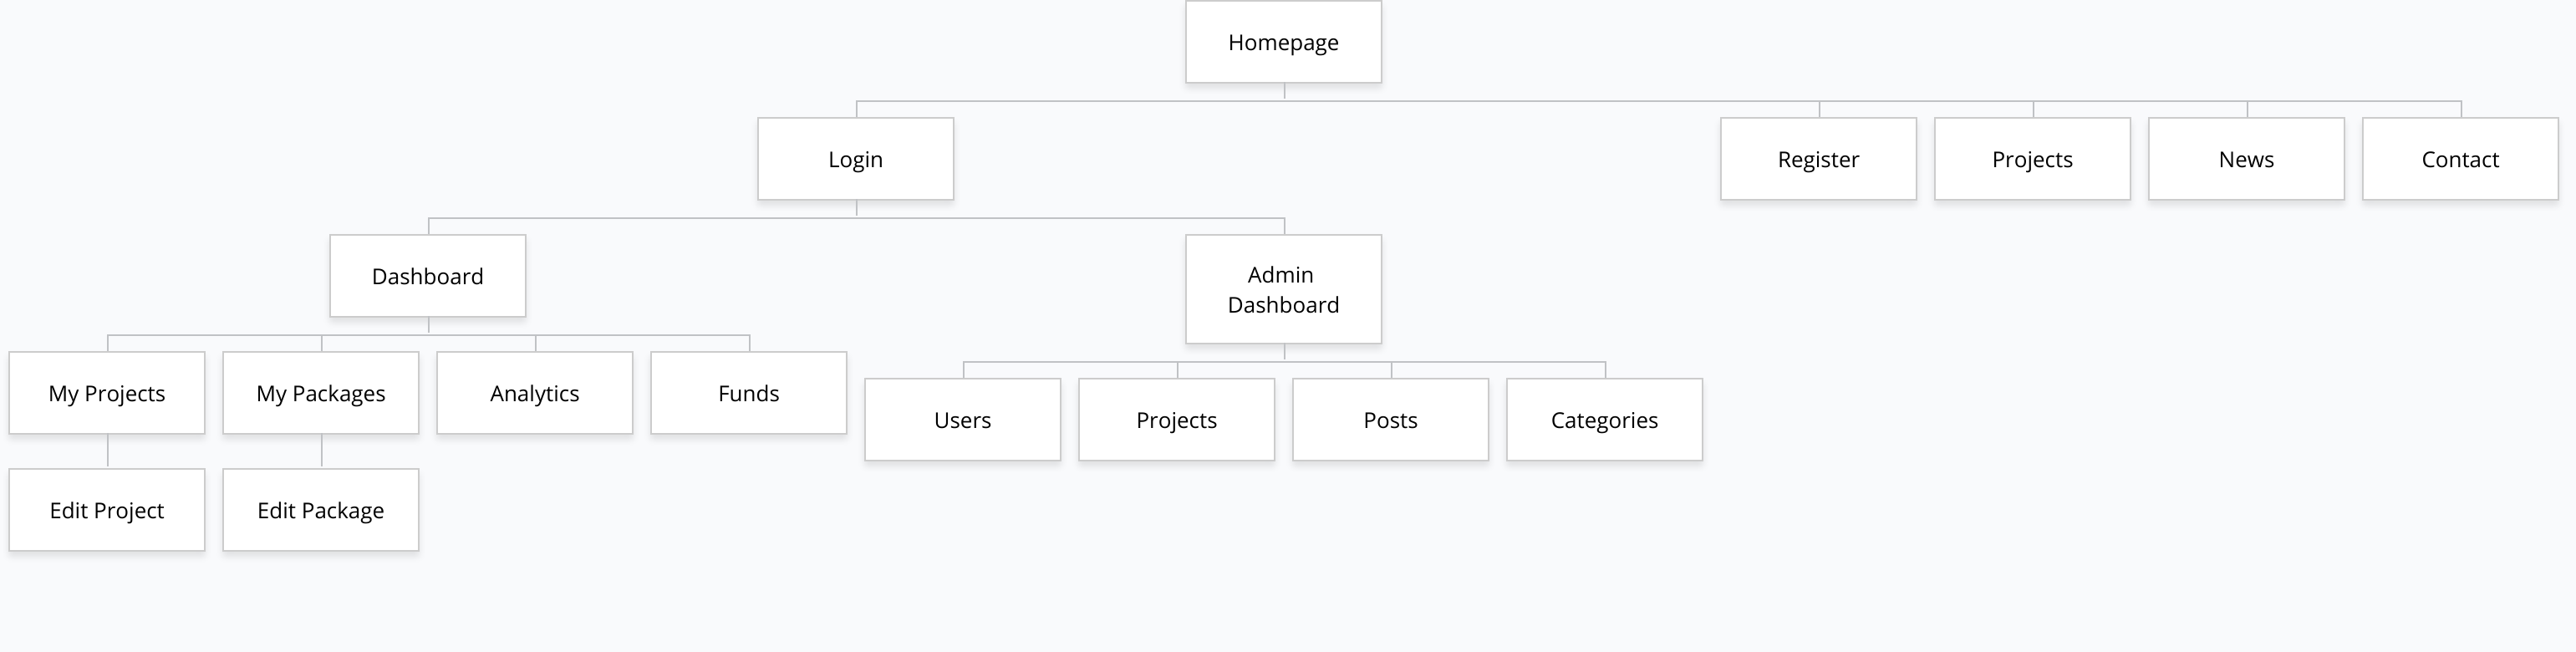 Homepage
Login
Register
Projects
News
Contact
Dashboard
Admin
Dashboard
My Projects
My Packages
Analytics
Funds
Users
Projects
Posts
Categories
Edit Project
Edit Package